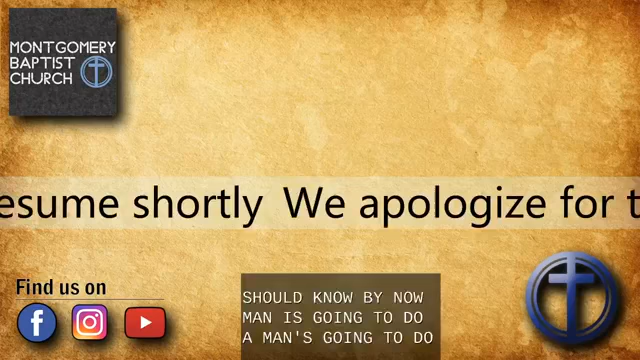 MONTGOMERY
BAPTIST
CHURCH
esume shortly We apologize for t
Find us on
SHOULD KNOW BY NOW
MAN IS GOING TO DO
A MAN'S GOING TO DO